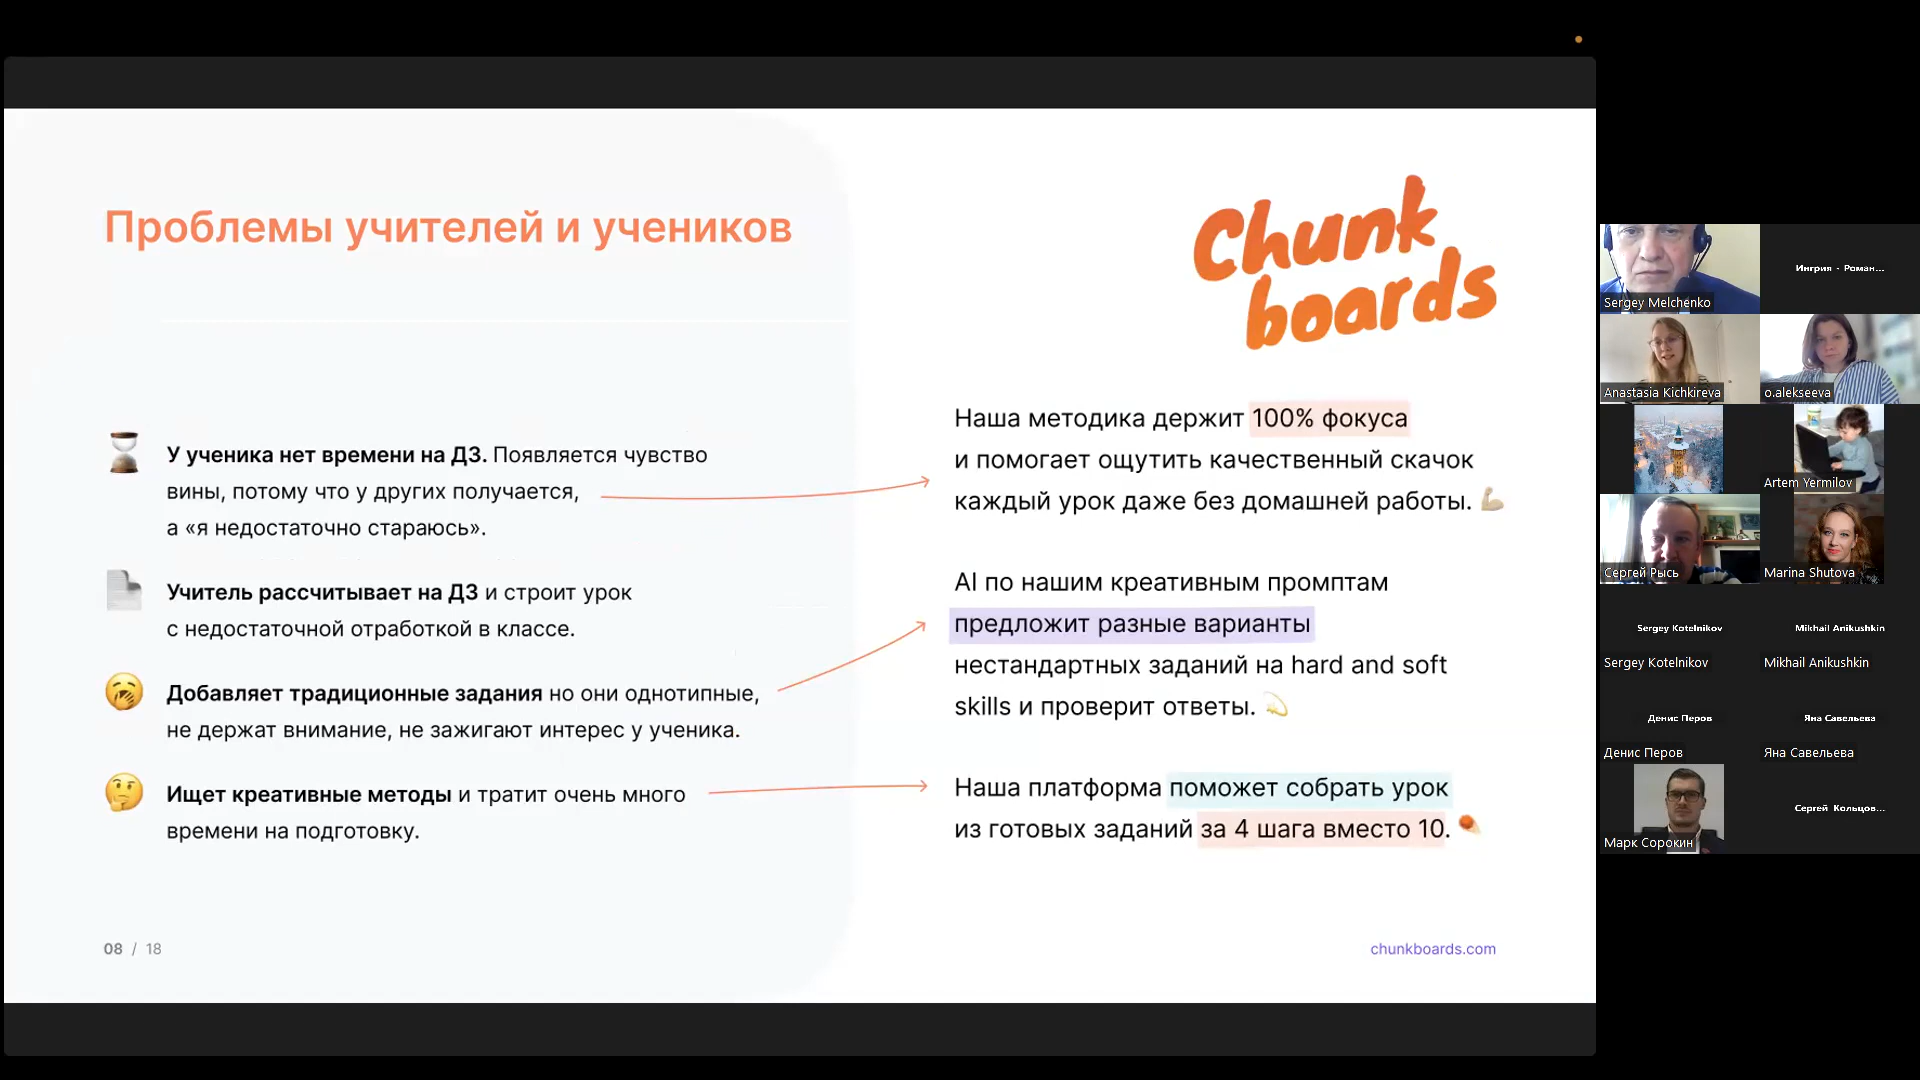 Проблемы учителей и учеников
Chunk
boards
У ученика нет времени на ДЗ. Появляется чувство
вины, потому что у других получается,
а «я недостаточно стараюсь».
Учитель рассчитывает на ДЗ и строит урок
с недостаточной отработкой в классе.
Добавляет традиционные задания но они однотипные,
не держат внимание, не зажигают интерес у ученика.
Ищет креативные методы и тратит очень много
времени на подготовку.
Наша методика держит 100% фокуса
и помогает ощутить качественный скачок
каждый урок даже без домашней работы.
AI по нашим креативным промптам
предложит разные варианты
нестандартных заданий на hard and soft
skills и проверит ответы.
Наша платформа поможет собрать урок
из готовых заданий за 4 шага вместо 10.
08 / 18
chunkboards.com
Sergey Melchenko
Ингрия - Роман...
Anastasia Kichkireva
o.alekseeva
Artem Yermilov
Сергей Рысь
Marina Shutova
Sergey Kotelnikov
Sergey Kotelnikov
Mikhail Anikushkin
Mikhail Anikushkin
Денис Перов
Денис Перов
Яна Савельева
Яна Савельева
Марк Сорокин
Сергей Кольцов...